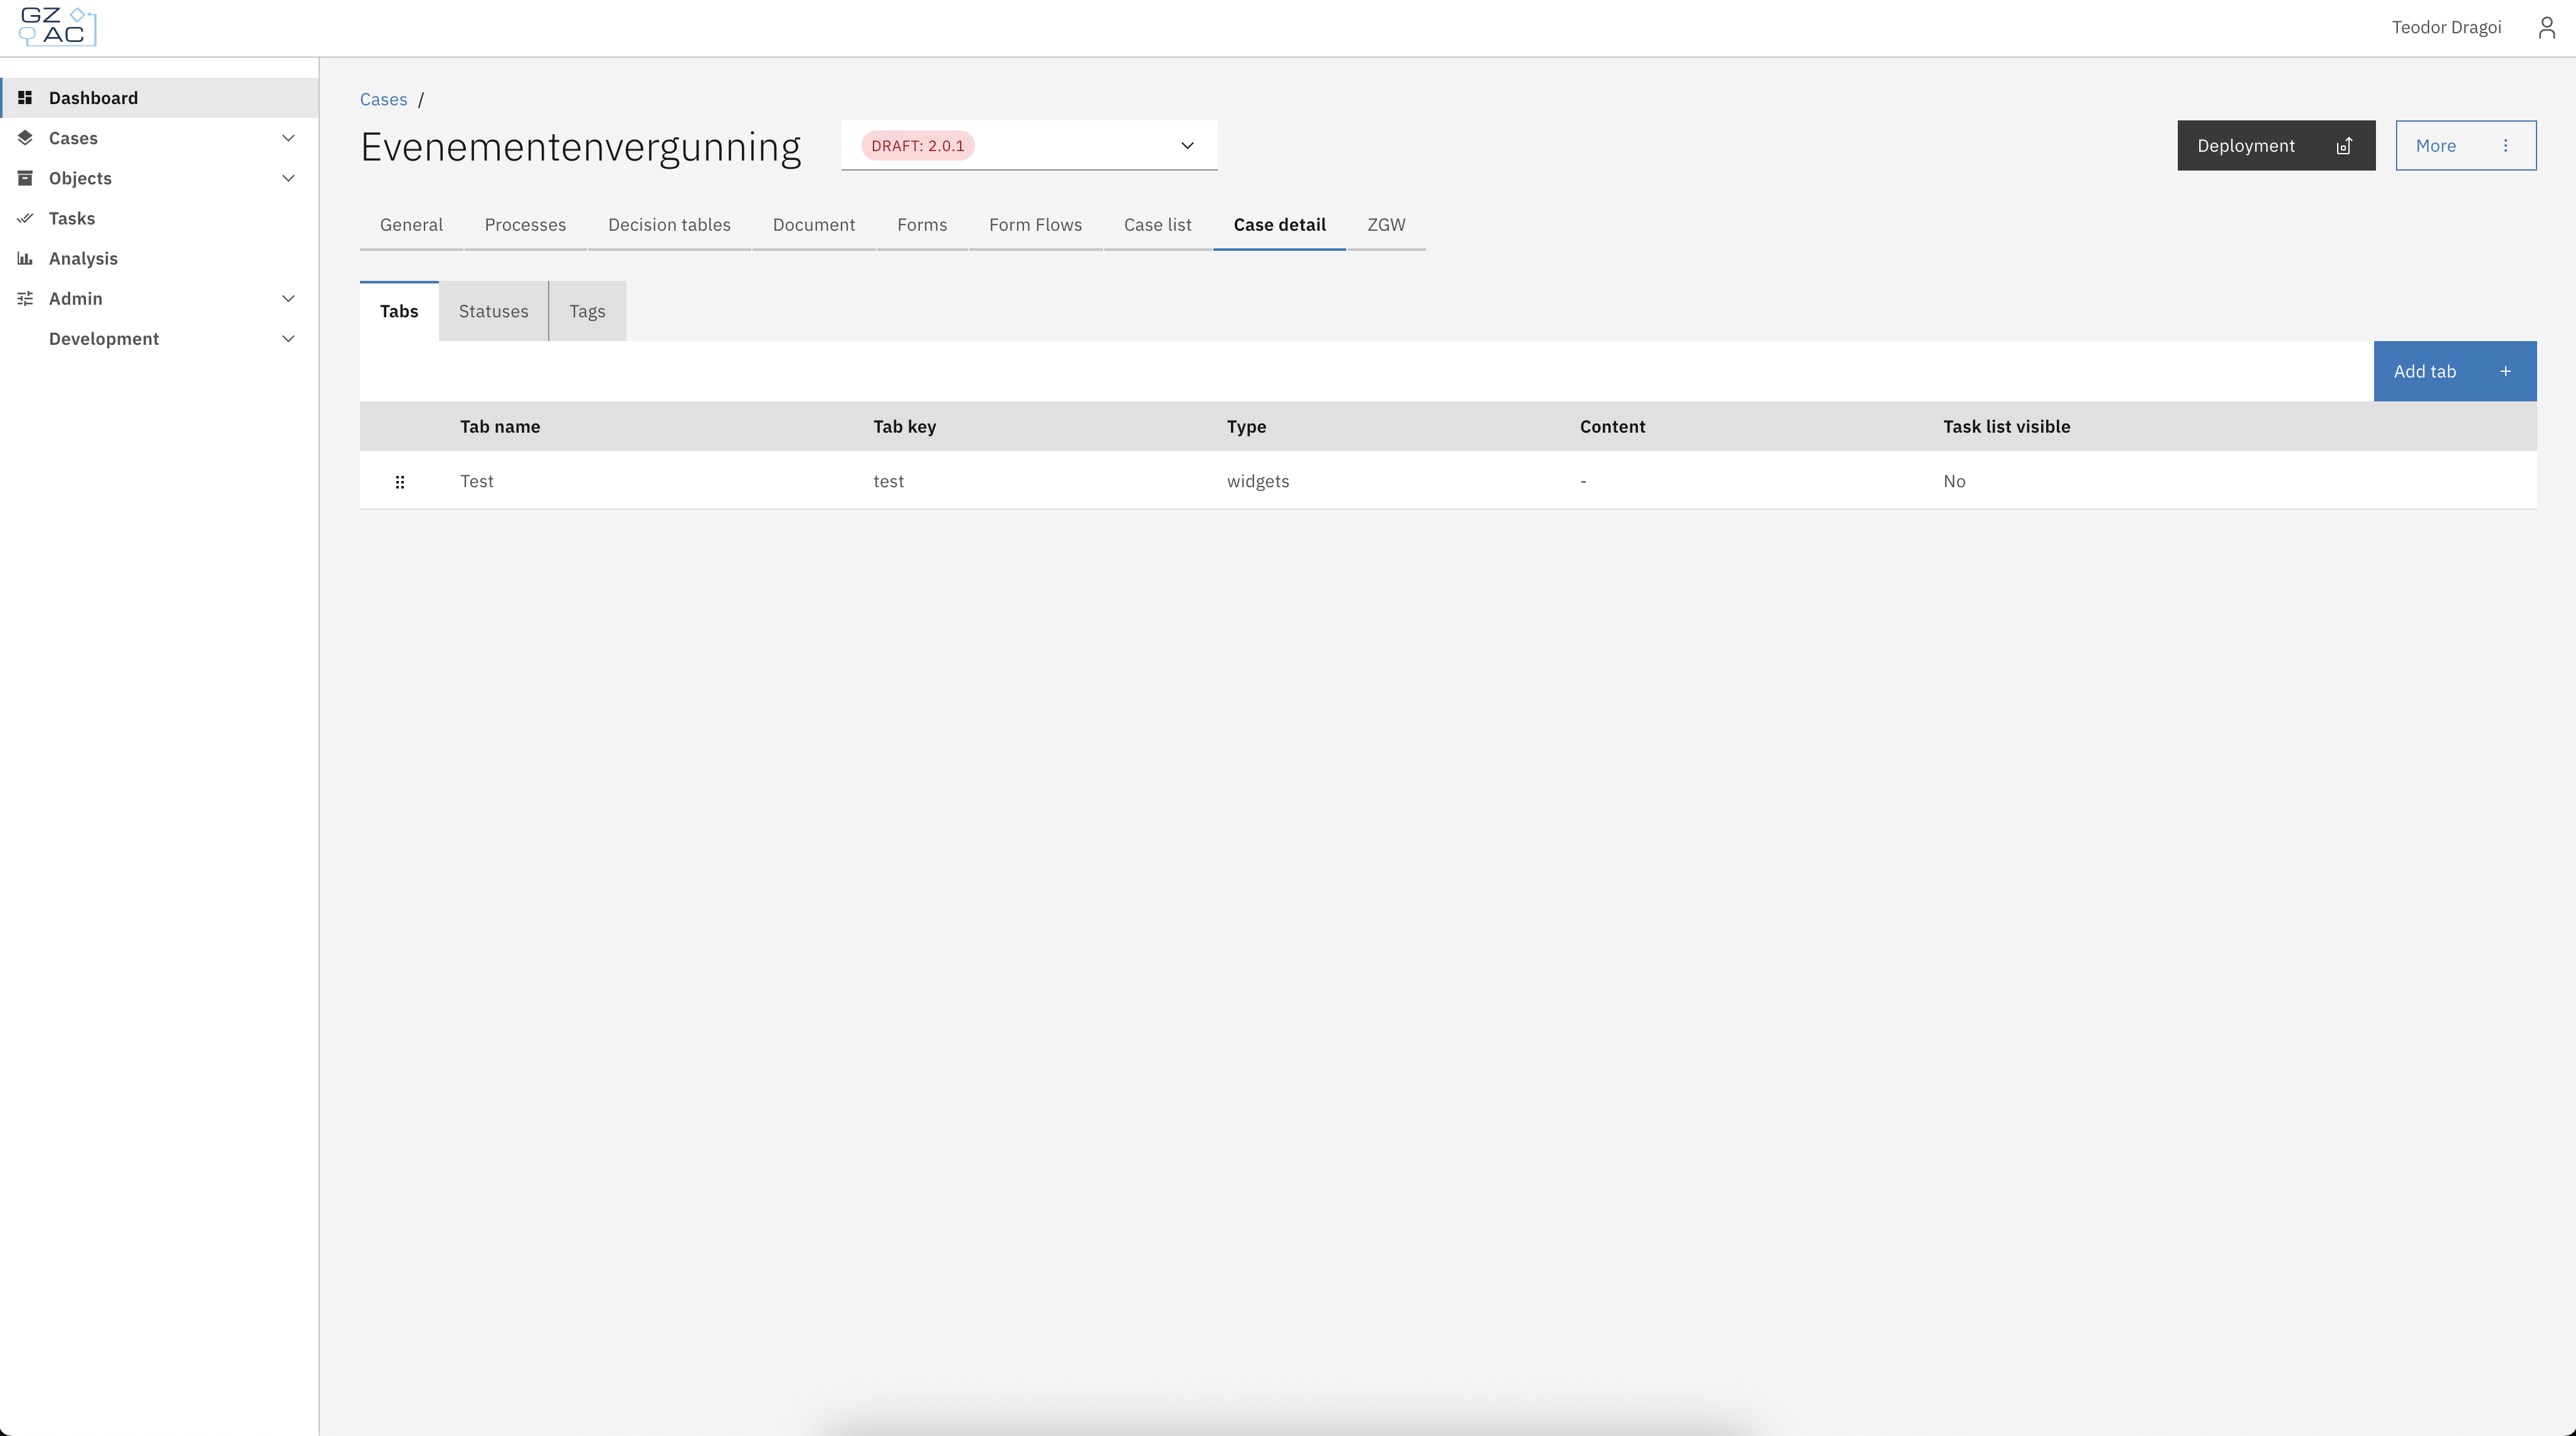 GZ
AC
Teodor Dragoi
Dashboard
Cases
Objects
Tasks
Analysis
Admin
Development
Cases /
Evenementenvergunning
DRAFT: 2.0.1
Deployment
More
General Processes Decision tables Document Forms Form Flows Case list Case detail ZGW
Tabs Statuses Tags
Add tab +
Tab name Tab key Type Content Task list visible
Test test widgets - No